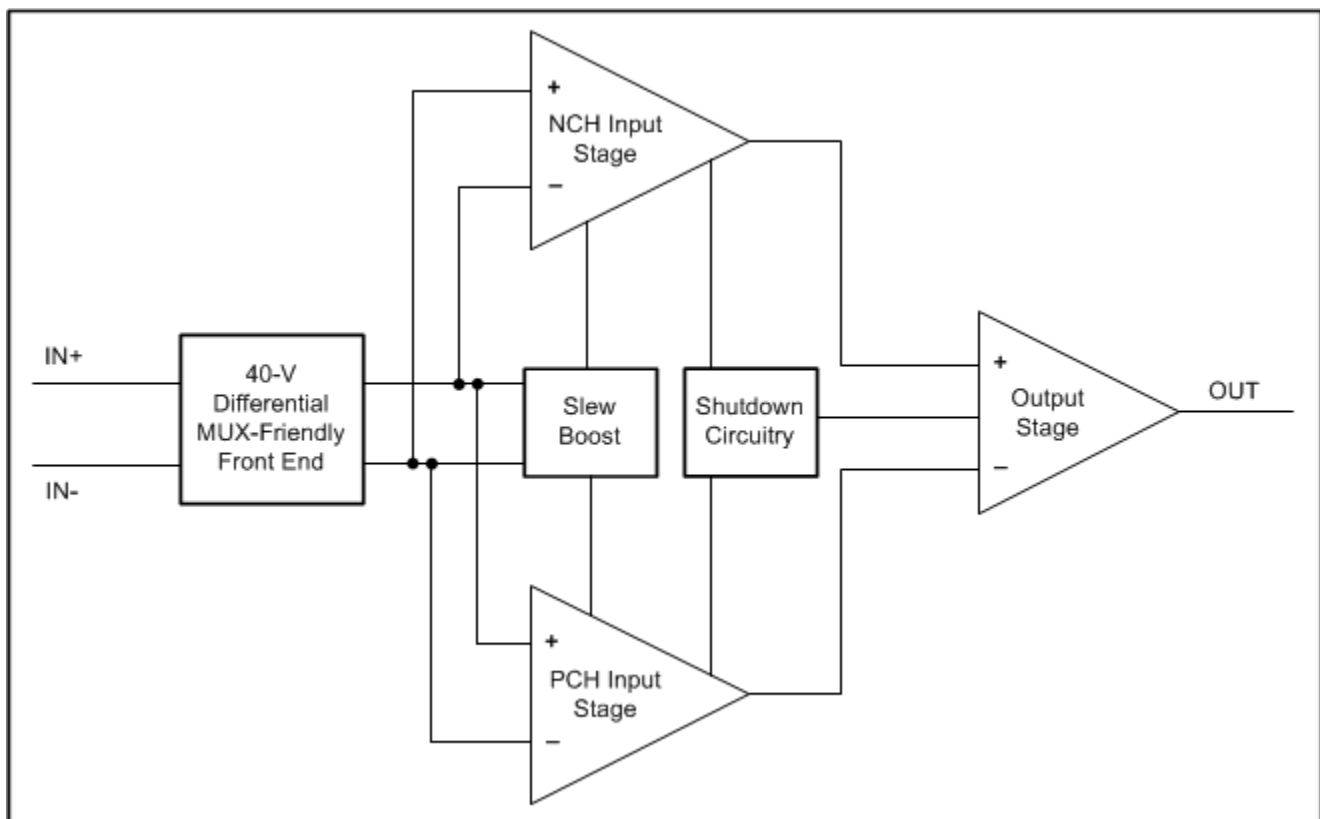 +
NCH Input
Stage
−
IN+
40-V
Differential
MUX-Friendly
Front End
IN-
Slew
Boost
Shutdown
Circuitry
+
Output
Stage
−
OUT
+
PCH Input
Stage
−